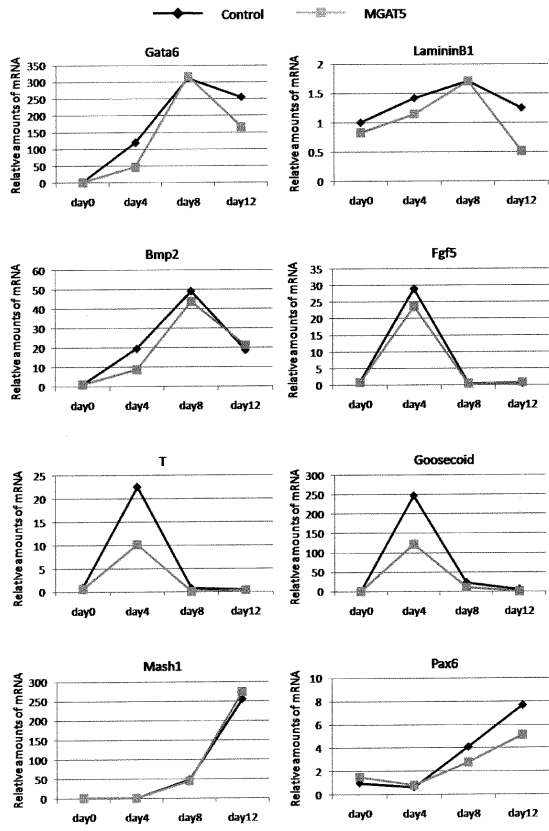 Control MGAT5
Gata6
Relative amounts of mRNA
350
300
250
200
150
100
50
0
day0 day4 day8 day12
LamininB1
Relative amounts of mRNA
2
1.5
1
0.5
0
day0 day4 day8 day12
Bmp2
Relative amounts of mRNA
60
50
40
30
20
10
0
day0 day4 day8 day12
Fgf5
Relative amounts of mRNA
35
30
25
20
15
10
5
0
day0 day4 day8 day12
T
Relative amounts of mRNA
25
20
15
10
5
0
day0 day4 day8 day12
Goosecoid
Relative amounts of mRNA
300
250
200
150
100
50
0
day0 day4 day8 day12
Mash1
Relative amounts of mRNA
300
250
200
150
100
50
0
day0 day4 day8 day12
Pax6
Relative amounts of mRNA
10
8
6
4
2
0
day0 day4 day8 day12